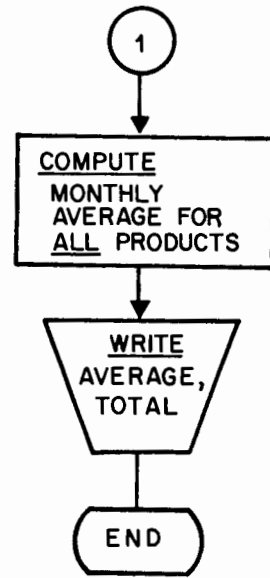 1
COMPUTE
MONTHLY
AVERAGE FOR
ALL PRODUCTS
WRITE
AVERAGE,
TOTAL
END